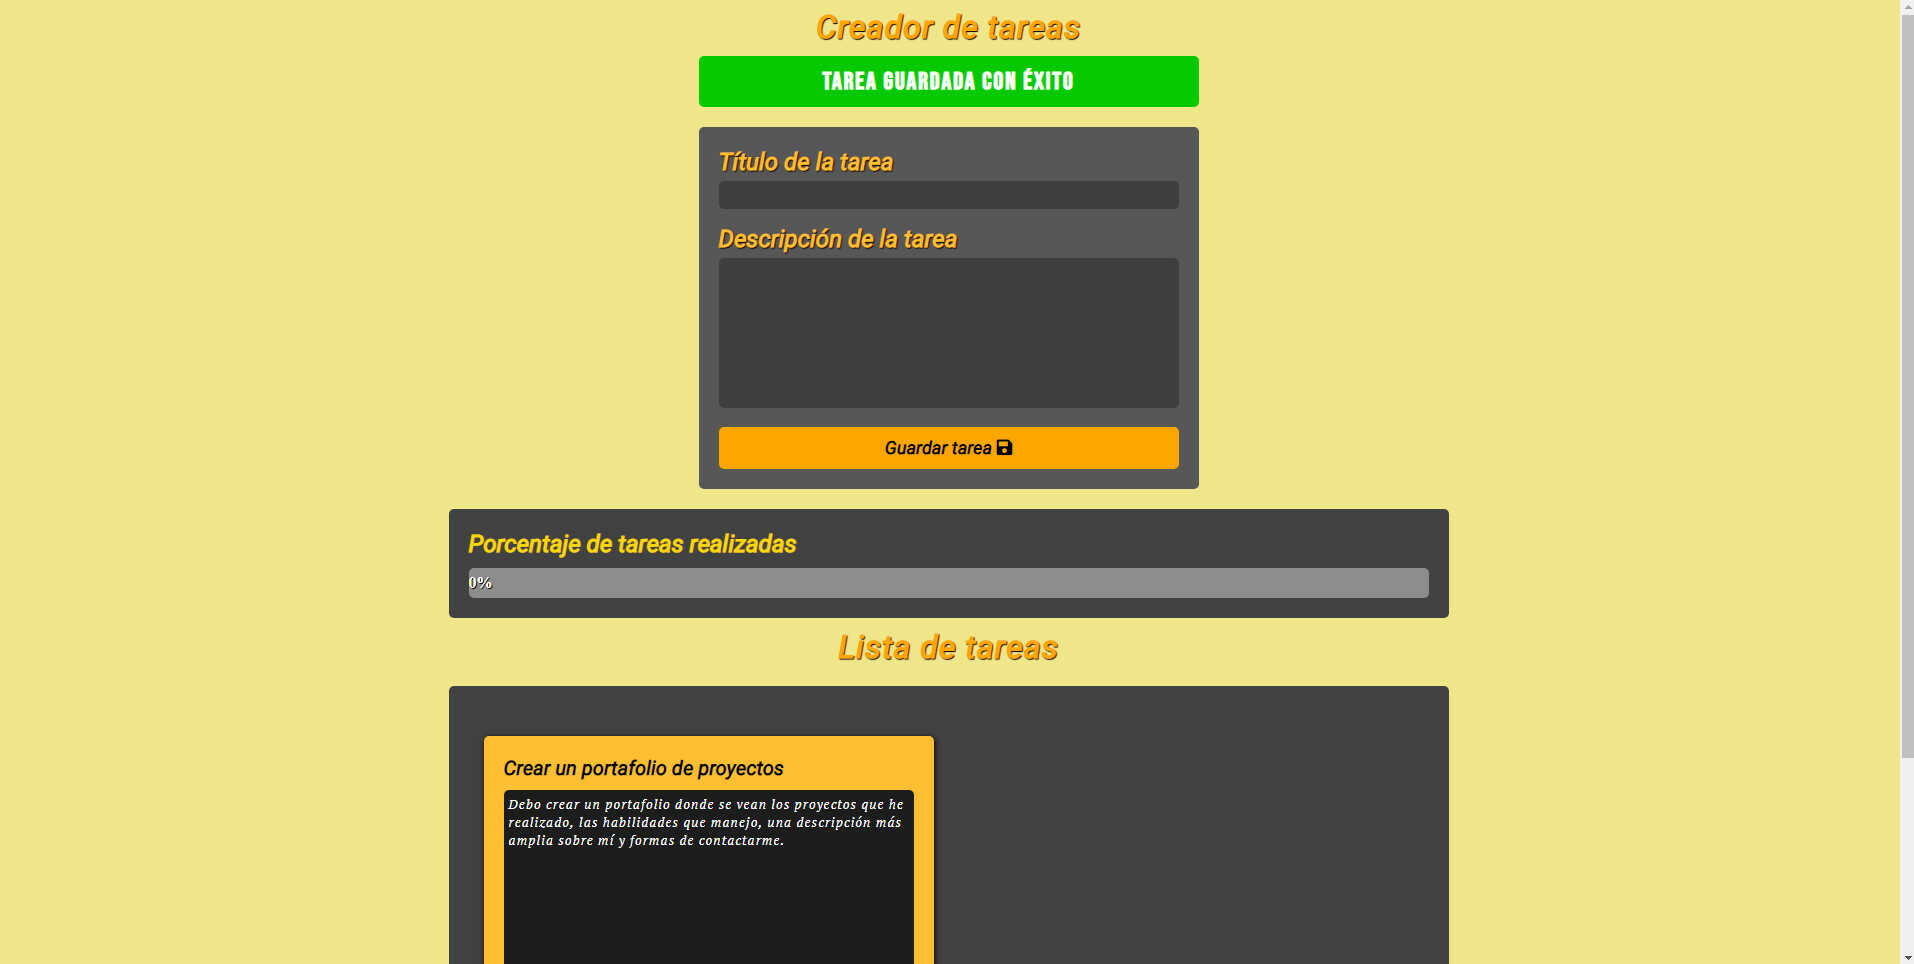 Creador de tareas
TAREA GUARDADA CON ÉXITO
Título de la tarea
Descripción de la tarea
Guardar tarea
Porcentaje de tareas realizadas
0%
Lista de tareas
Crear un portafolio de proyectos
Debo crear un portafolio donde se vean los proyectos que he
realizado, las habilidades que manejo, una descripción más
amplia sobre mí y formas de contactarme.